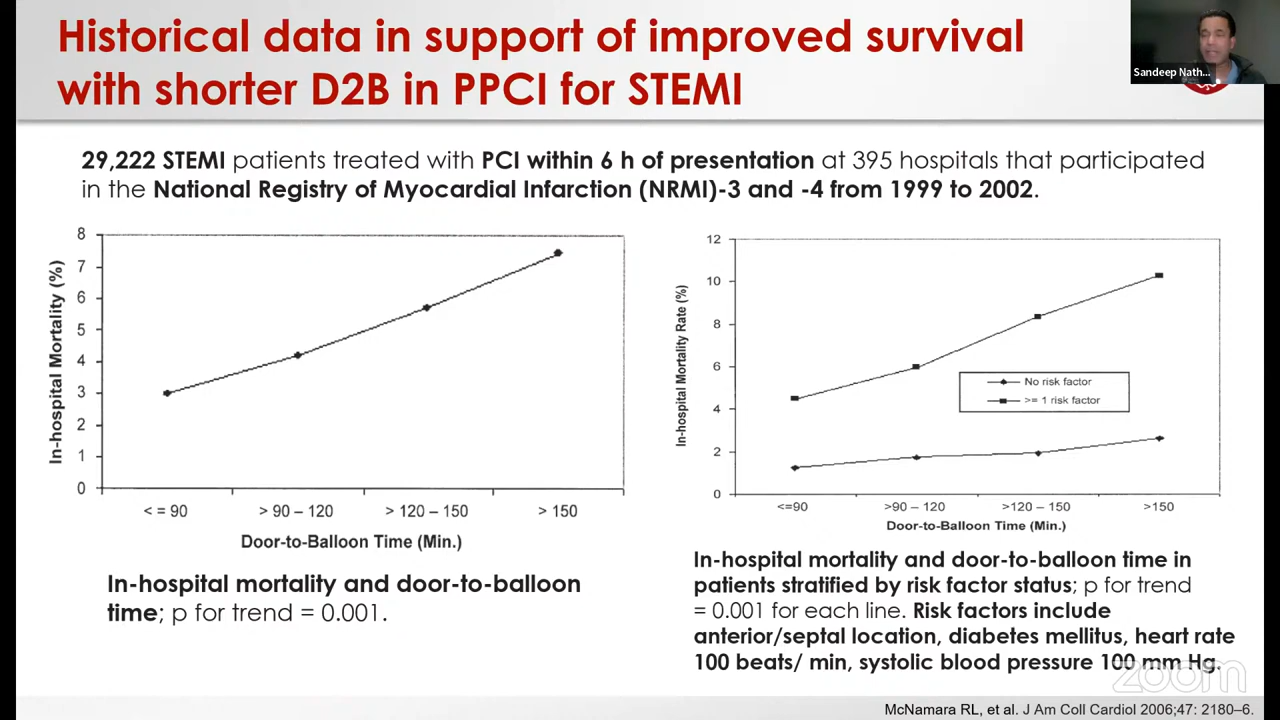 Historical data in support of improved survival
with shorter D2B in PPCI for STEMI
Sandeep Nath...
29,222 STEMI patients treated with PCI within 6 h of presentation at 395 hospitals that participated
in the National Registry of Myocardial Infarction (NRMI)-3 and -4 from 1999 to 2002.
In-hospital Mortality (%)
8
7
6
5
4
3
2
1
0
< = 90
> 90 – 120
> 120 – 150
> 150
Door-to-Balloon Time (Min.)
In-hospital mortality and door-to-balloon
time; p for trend = 0.001.
In-hospital Mortality Rate (%)
12
10
8
6
4
2
0
No risk factor
>= 1 risk factor
<=90
>90 – 120
>120 – 150
>150
Door-to-Balloon Time (Min.)
In-hospital mortality and door-to-balloon time in
patients stratified by risk factor status; p for trend
= 0.001 for each line. Risk factors include
anterior/septal location, diabetes mellitus, heart rate
100 beats/ min, systolic blood pressure 100 mm Hg.
zoom
McNamara RL, et al. J Am Coll Cardiol 2006;47: 2180–6.